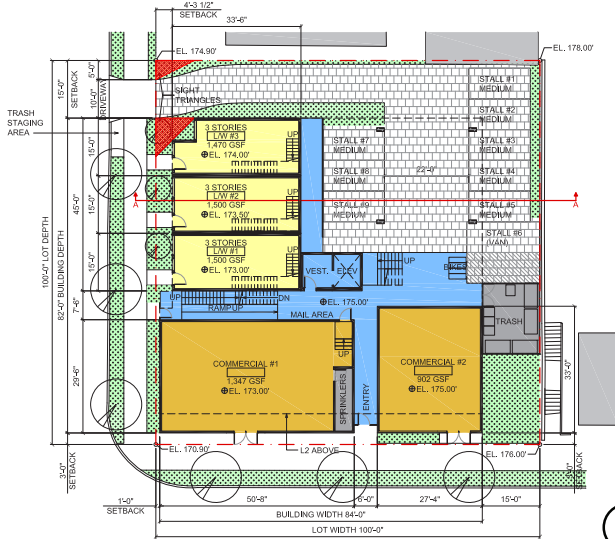 4'-3 1/2"
SETBACK
33'-6"
EL. 174.90'
EL. 178.00'
5'-0"
SETBACK
15'-0"
10'-0"
DRIVEWAY
SIGHT
TRIANGLES
TRASH
STAGING
AREA
STALL #1
MEDIUM
STALL #2
MEDIUM
STALL #3
MEDIUM
STALL #4
MEDIUM
STALL #5
MEDIUM
STALL #6
(VAN)
STALL #7
MEDIUM
STALL #8
MEDIUM
STALL #9
MEDIUM
22'-0"
3 STORIES
L/W #3
1,470 GSF
EL. 174.00'
UP
3 STORIES
L/W #2
1,500 GSF
EL. 173.50'
UP
3 STORIES
L/W #1
1,500 GSF
EL. 173.00'
UP
A
A
15'-0"
15'-0"
15'-0"
45'-0"
7'-6"
29'-6"
100'-0" LOT DEPTH
82'-0" BUILDING DEPTH
VEST.
ELEV
UP
BIKES
TRASH
UP
DN
RAMP UP
EL. 175.00'
MAIL AREA
COMMERCIAL #1
1,347 GSF
EL. 173.00'
UP
SPRINKLERS
ENTRY
COMMERCIAL #2
902 GSF
EL. 175.00'
33'-0"
EL. 170.90'
L2 ABOVE
EL. 176.00'
3'-0"
SETBACK
SETBACK
1'-0"
SETBACK
50'-8"
6'-0"
27'-4"
15'-0"
BUILDING WIDTH 84'-0"
LOT WIDTH 100'-0"